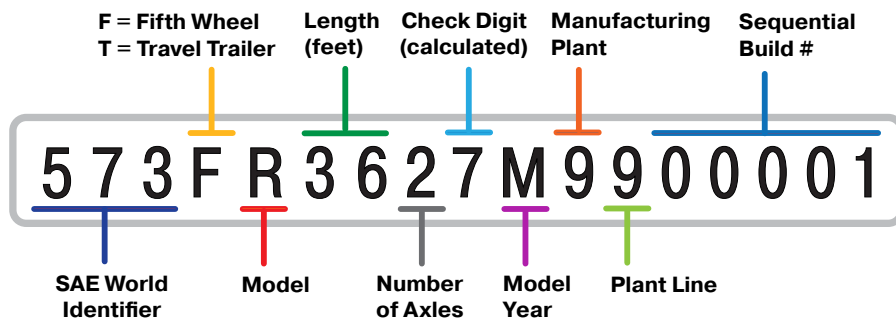 F = Fifth Wheel
T = Travel Trailer
Length
(feet)
Check Digit
(calculated)
Manufacturing
Plant
Sequential
Build #
573FR3627M9900001
SAE World
Identifier
Model
Number
of Axles
Model
Year
Plant Line